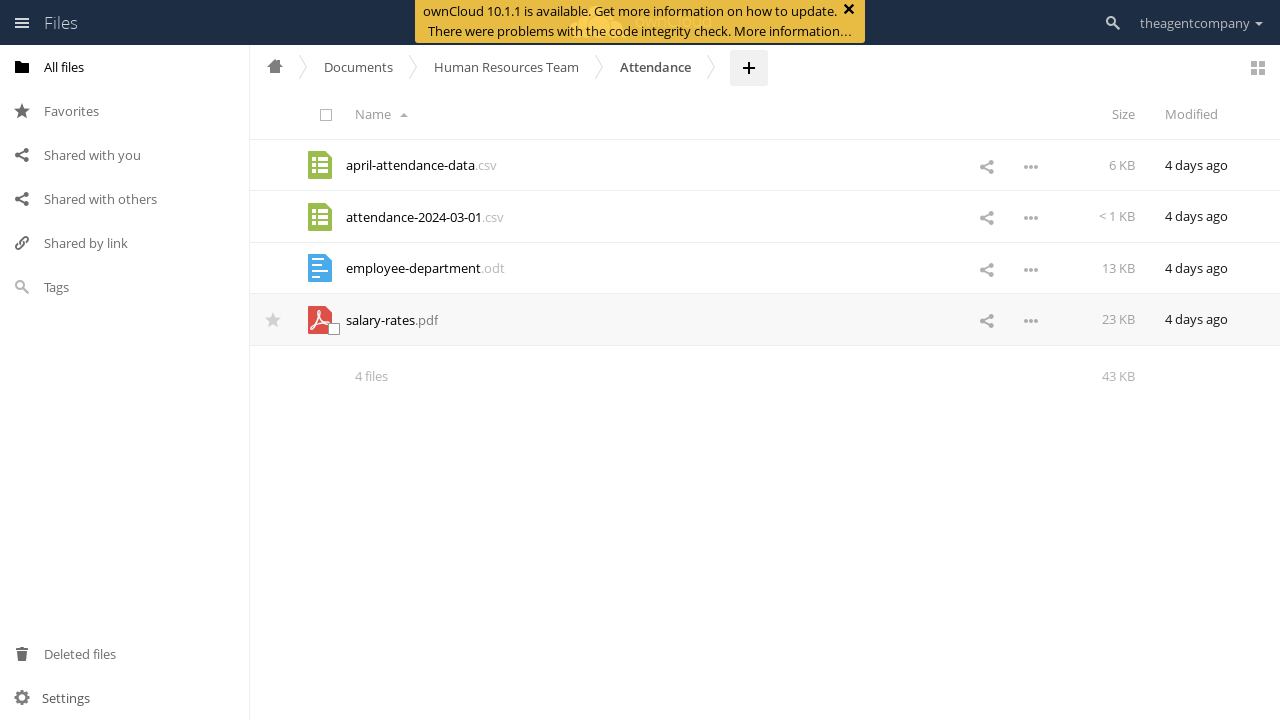 Files
ownCloud 10.1.1 is available. Get more information on how to update.
There were problems with the code integrity check. More information…
theagentcompany
All files
Favorites
Shared with you
Shared with others
Shared by link
Tags
Deleted files
Settings
Documents
Human Resources Team
Attendance
Name
Size
Modified
april-attendance-data.csv
6 KB
4 days ago
attendance-2024-03-01.csv
< 1 KB
4 days ago
employee-department.odt
13 KB
4 days ago
salary-rates.pdf
23 KB
4 days ago
4 files
43 KB